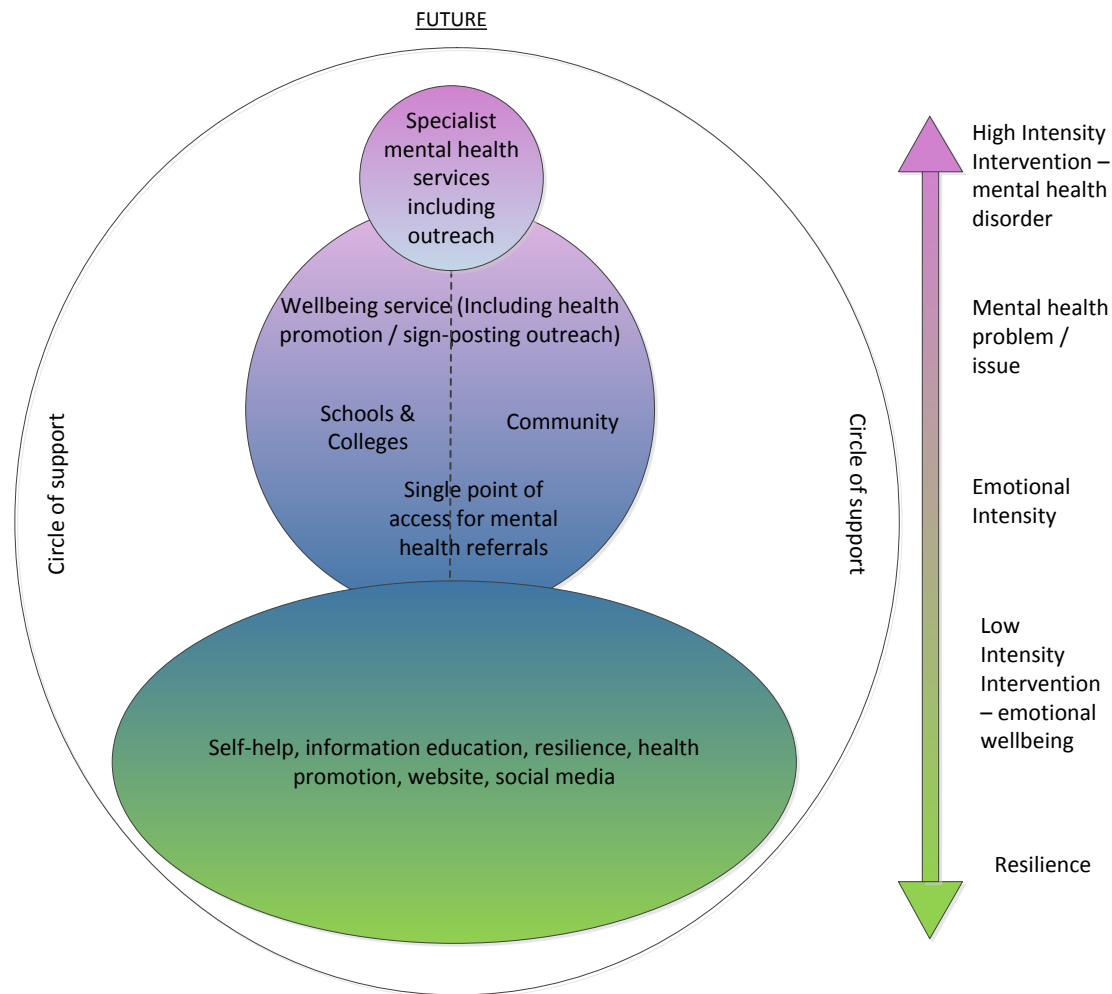 FUTURE
Specialist
mental health
services
including
outreach
Wellbeing service (Including health
promotion / sign-posting outreach)
Schools &
Colleges
Community
Single point of
access for mental
health referrals
Self-help, information education, resilience, health
promotion, website, social media
Circle of support
Circle of support
High Intensity
Intervention –
mental health
disorder
Mental health
problem /
issue
Emotional
Intensity
Low
Intensity
Intervention
– emotional
wellbeing
Resilience